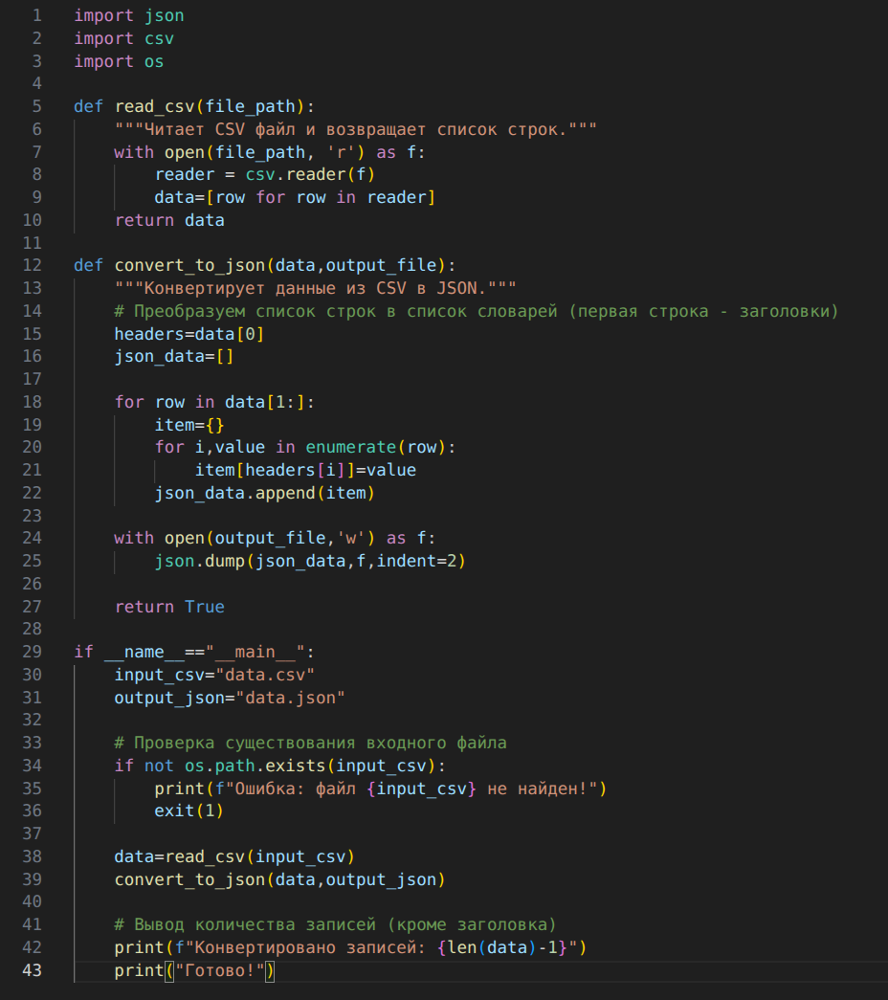 1 import json
2 import csv
3 import os
4
5 def read_csv(file_path):
6     """Читает CSV файл и возвращает список строк."""
7     with open(file_path, 'r') as f:
8         reader = csv.reader(f)
9         data=[row for row in reader]
10     return data
11
12 def convert_to_json(data,output_file):
13     """Конвертирует данные из CSV в JSON."""
14     # Преобразуем список строк в список словарей (первая строка - заголовки)
15     headers=data[0]
16     json_data=[]
17
18     for row in data[1:]:
19         item={}
20         for i,value in enumerate(row):
21             item[headers[i]]=value
22         json_data.append(item)
23
24     with open(output_file,'w') as f:
25         json.dump(json_data,f,indent=2)
26
27     return True
28
29 if __name__=="__main__":
30     input_csv="data.csv"
31     output_json="data.json"
32
33     # Проверка существования входного файла
34     if not os.path.exists(input_csv):
35         print(f"Ошибка: файл {input_csv} не найден!")
36         exit(1)
37
38     data=read_csv(input_csv)
39     convert_to_json(data,output_json)
40
41     # Вывод количества записей (кроме заголовка)
42     print(f"Конвертировано записей: {len(data)-1}")
43     print("Готово!")